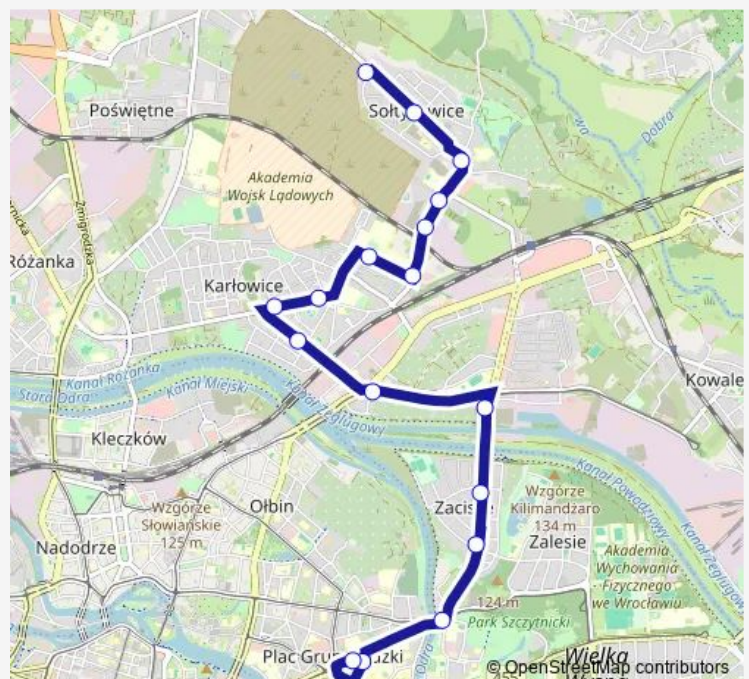 Poświętne
Sołtysowice
Dobra
Akademia
Wojsk Lądowych
Żmigrodzka
Różanka
Karłowice
Kanał Różanka
Stara Odra
Kanał Miejski
Kanał Żeglugowy
Kowale
Kleczków
Wzgórze
Słowiańskie
125 m
Ołbin
Zacisze
Wzgórze
Kilimandżaro
134 m
Kanał Powodziowy
Kanał Żeglugowy
Nadodrze
Zalesie
Akademia
Wychowania
Fizycznego
we Wrocławiu
124 m
Park Szczytnicki
Plac Grunwaldzki
Odra
Wielka
© OpenStreetMap contributors